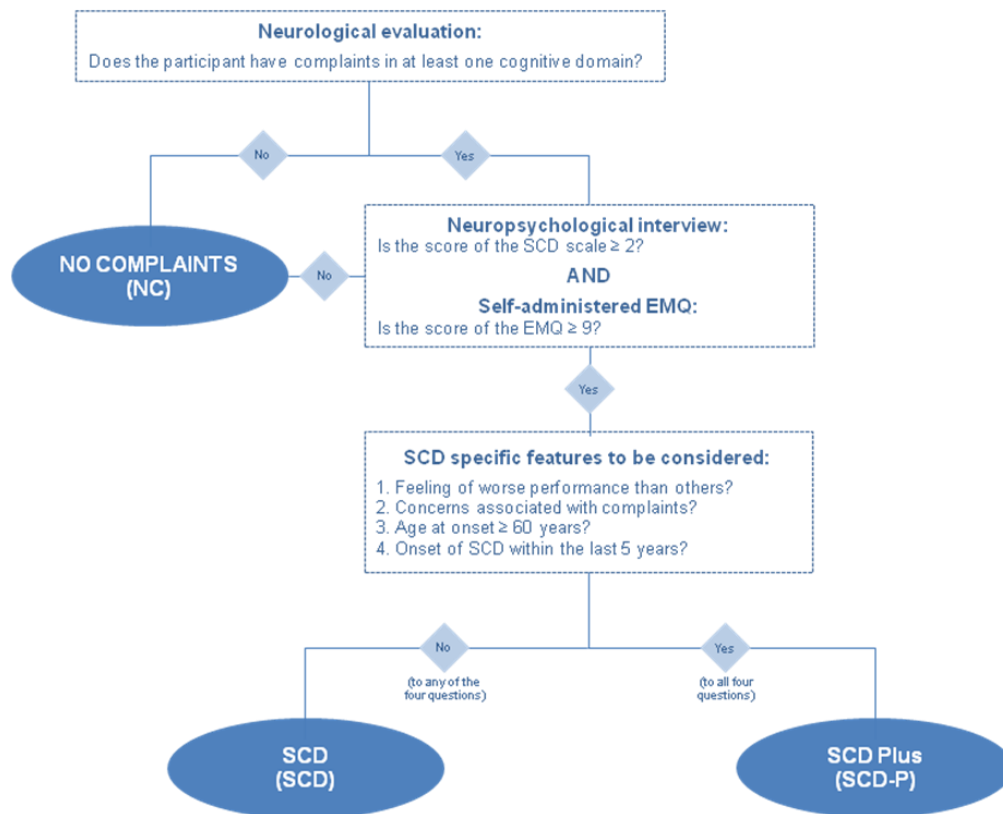 Neurological evaluation:
Does the participant have complaints in at least one cognitive domain?
No
Yes
Neuropsychological interview:
Is the score of the SCD scale ≥ 2?
NO COMPLAINTS
(NC)
No
AND
Self-administered EMQ:
Is the score of the EMQ ≥ 9?
Yes
SCD specific features to be considered:
1. Feeling of worse performance than others?
2. Concerns associated with complaints?
3. Age at onset ≥ 60 years?
4. Onset of SCD within the last 5 years?
No
(to any of the
four questions)
Yes
(to all four
questions)
SCD
(SCD)
SCD Plus
(SCD-P)